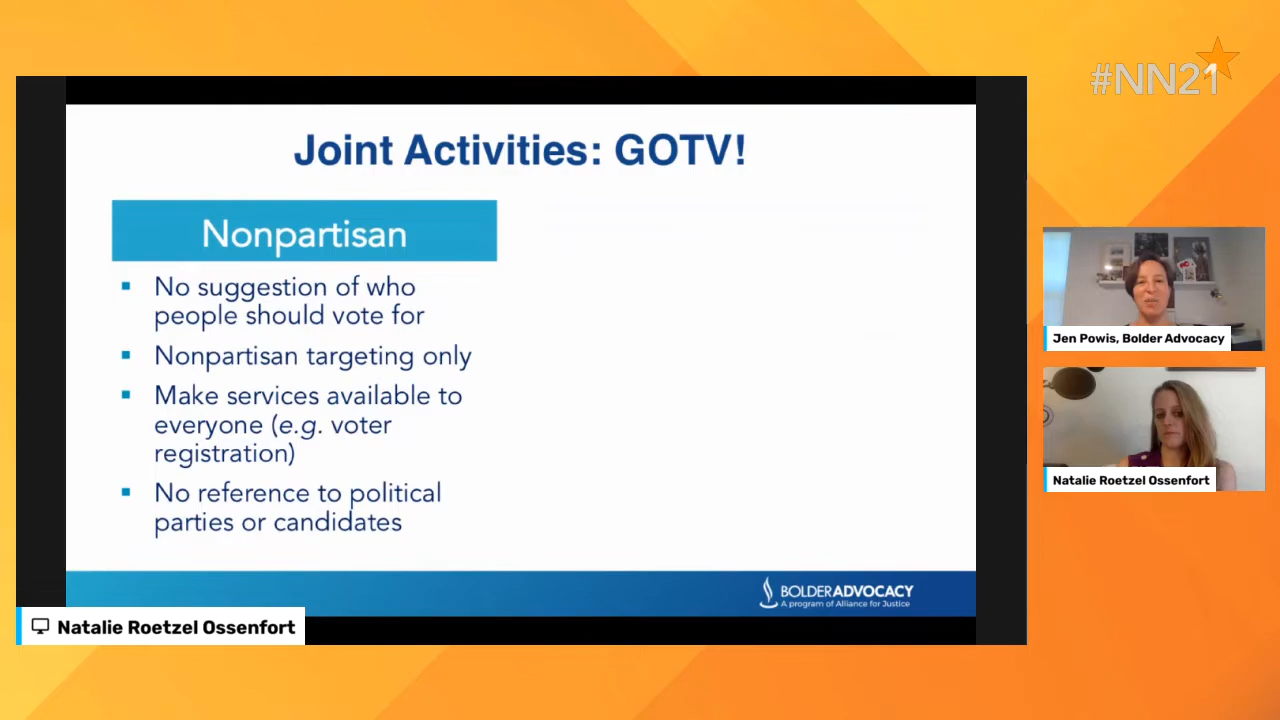 #NN21
Joint Activities: GOTV!
Nonpartisan
▪ No suggestion of who
people should vote for
▪ Nonpartisan targeting only
▪ Make services available to
everyone (e.g. voter
registration)
▪ No reference to political
parties or candidates
BOLDERADVOCACY
A program of Alliance for Justice
Natalie Roetzel Ossenfort
Jen Powis, Bolder Advocacy
Natalie Roetzel Ossenfort